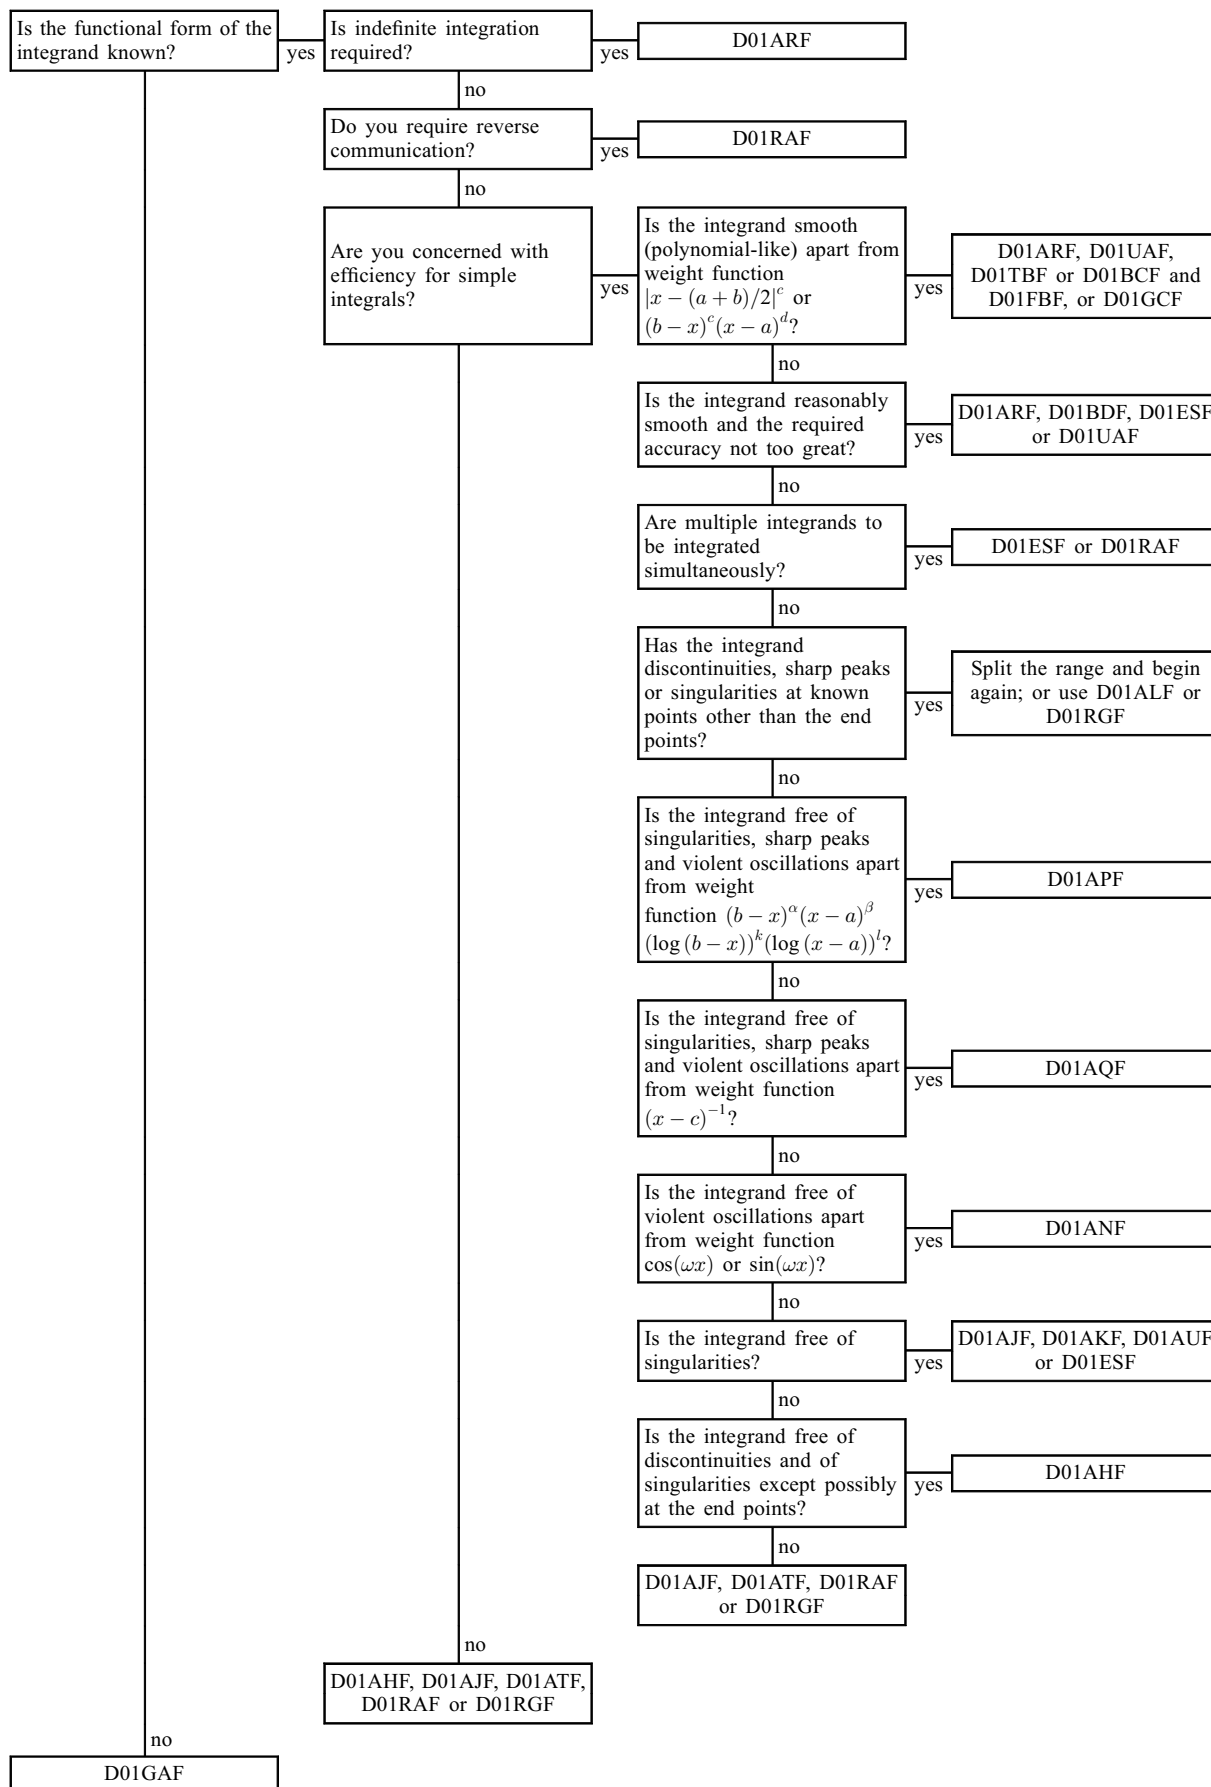 Is the functional form of the
integrand known?
yes
Is indefinite integration
required?
yes
D01ARF
no
Do you require reverse
communication?
yes
D01RAF
no
Are you concerned with
efficiency for simple
integrals?
yes
Is the integrand smooth
(polynomial-like) apart from
weight function
|x − (a + b)/2|^c or
(b − x)^c(x − a)^d?
yes
D01ARF, D01UAF,
D01TBF or D01BCF and
D01FBF, or D01GCF
no
Is the integrand reasonably
smooth and the required
accuracy not too great?
yes
D01ARF, D01BDF, D01ESF
or D01UAF
no
Are multiple integrands to
be integrated
simultaneously?
yes
D01ESF or D01RAF
no
Has the integrand
discontinuities, sharp peaks
or singularities at known
points other than the end
points?
yes
Split the range and begin
again; or use D01ALF or
D01RGF
no
Is the integrand free of
singularities, sharp peaks
and violent oscillations apart
from weight
function (b − x)^α(x − a)^β
(log (b − x))^k(log (x − a))^l?
yes
D01APF
no
Is the integrand free of
singularities, sharp peaks
and violent oscillations apart
from weight function
(x − c)^−1?
yes
D01AQF
no
Is the integrand free of
violent oscillations apart
from weight function
cos(ωx) or sin(ωx)?
yes
D01ANF
no
Is the integrand free of
singularities?
yes
D01AJF, D01AKF, D01AUF
or D01ESF
no
Is the integrand free of
discontinuities and of
singularities except possibly
at the end points?
yes
D01AHF
no
D01AJF, D01ATF, D01RAF
or D01RGF
no
D01AHF, D01AJF, D01ATF,
D01RAF or D01RGF
no
D01GAF